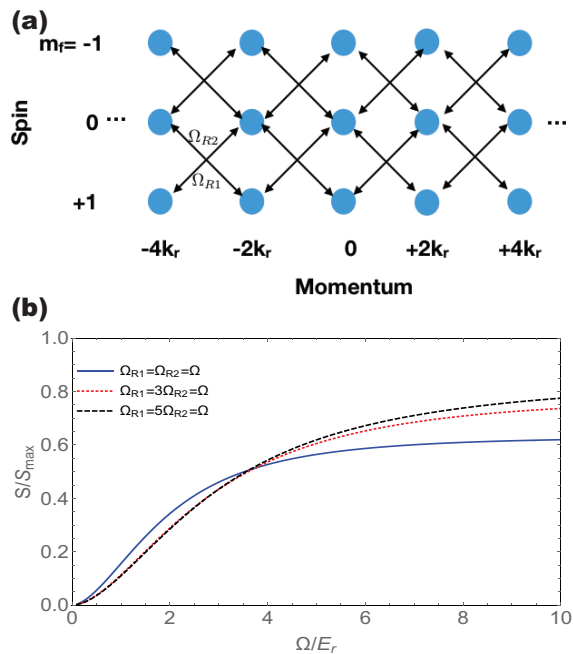 (a)
m_f= -1
Spin
0 ... ...
Ω_R2
Ω_R1
+1
-4k_r -2k_r 0 +2k_r +4k_r
Momentum
(b)
1.0
Ω_R1=Ω_R2=Ω
Ω_R1=3Ω_R2=Ω
Ω_R1=5Ω_R2=Ω
0.8
0.6
S/S_max
0.4
0.2
0.0
0 2 4 6 8 10
Ω/E_r